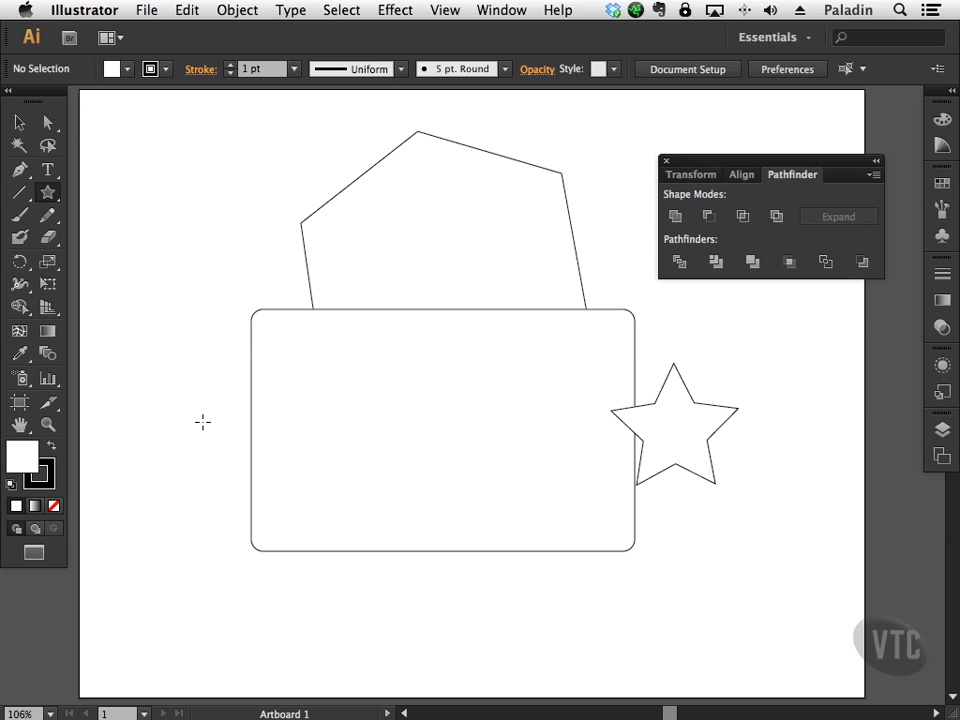 Illustrator File Edit Object Type Select Effect View Window Help Paladin
Ai Br Essentials
No Selection Stroke: 1 pt Uniform 5 pt. Round Opacity Style: Document Setup Preferences
Transform Align Pathfinder
Shape Modes:
Expand
Pathfinders:
T
VTC
106% 1 Artboard 1